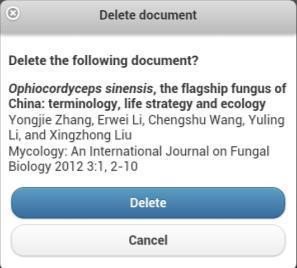 Delete document
Delete the following document?
Ophiocordyceps sinensis, the flagship fungus of
China: terminology, life strategy and ecology
Yongjie Zhang, Erwei Li, Chengshu Wang, Yuling
Li, and Xingzhong Liu
Mycology: An International Journal on Fungal
Biology 2012 3:1, 2-10
Delete
Cancel